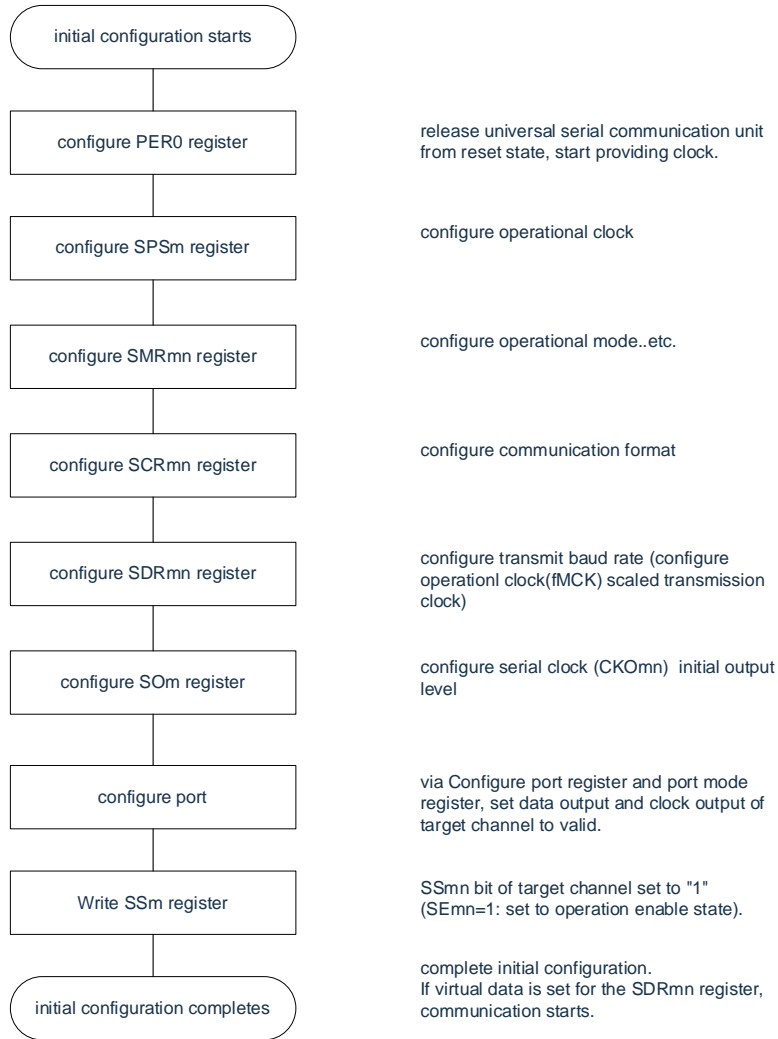 initial configuration starts
configure PER0 register
release universal serial communication unit
from reset state, start providing clock.
configure SPSm register
configure operational clock
configure SMRmn register
configure operational mode..etc.
configure SCRmn register
configure communication format
configure SDRmn register
configure transmit baud rate (configure
operationl clock(fMCK) scaled transmission
clock)
configure SOm register
configure serial clock (CKOmn)  initial output
level
configure port
via Configure port register and port mode
register, set data output and clock output of
target channel to valid.
Write SSm register
SSmn bit of target channel set to "1"
(SEmn=1: set to operation enable state).
initial configuration completes
complete initial configuration.
If virtual data is set for the SDRmn register,
communication starts.